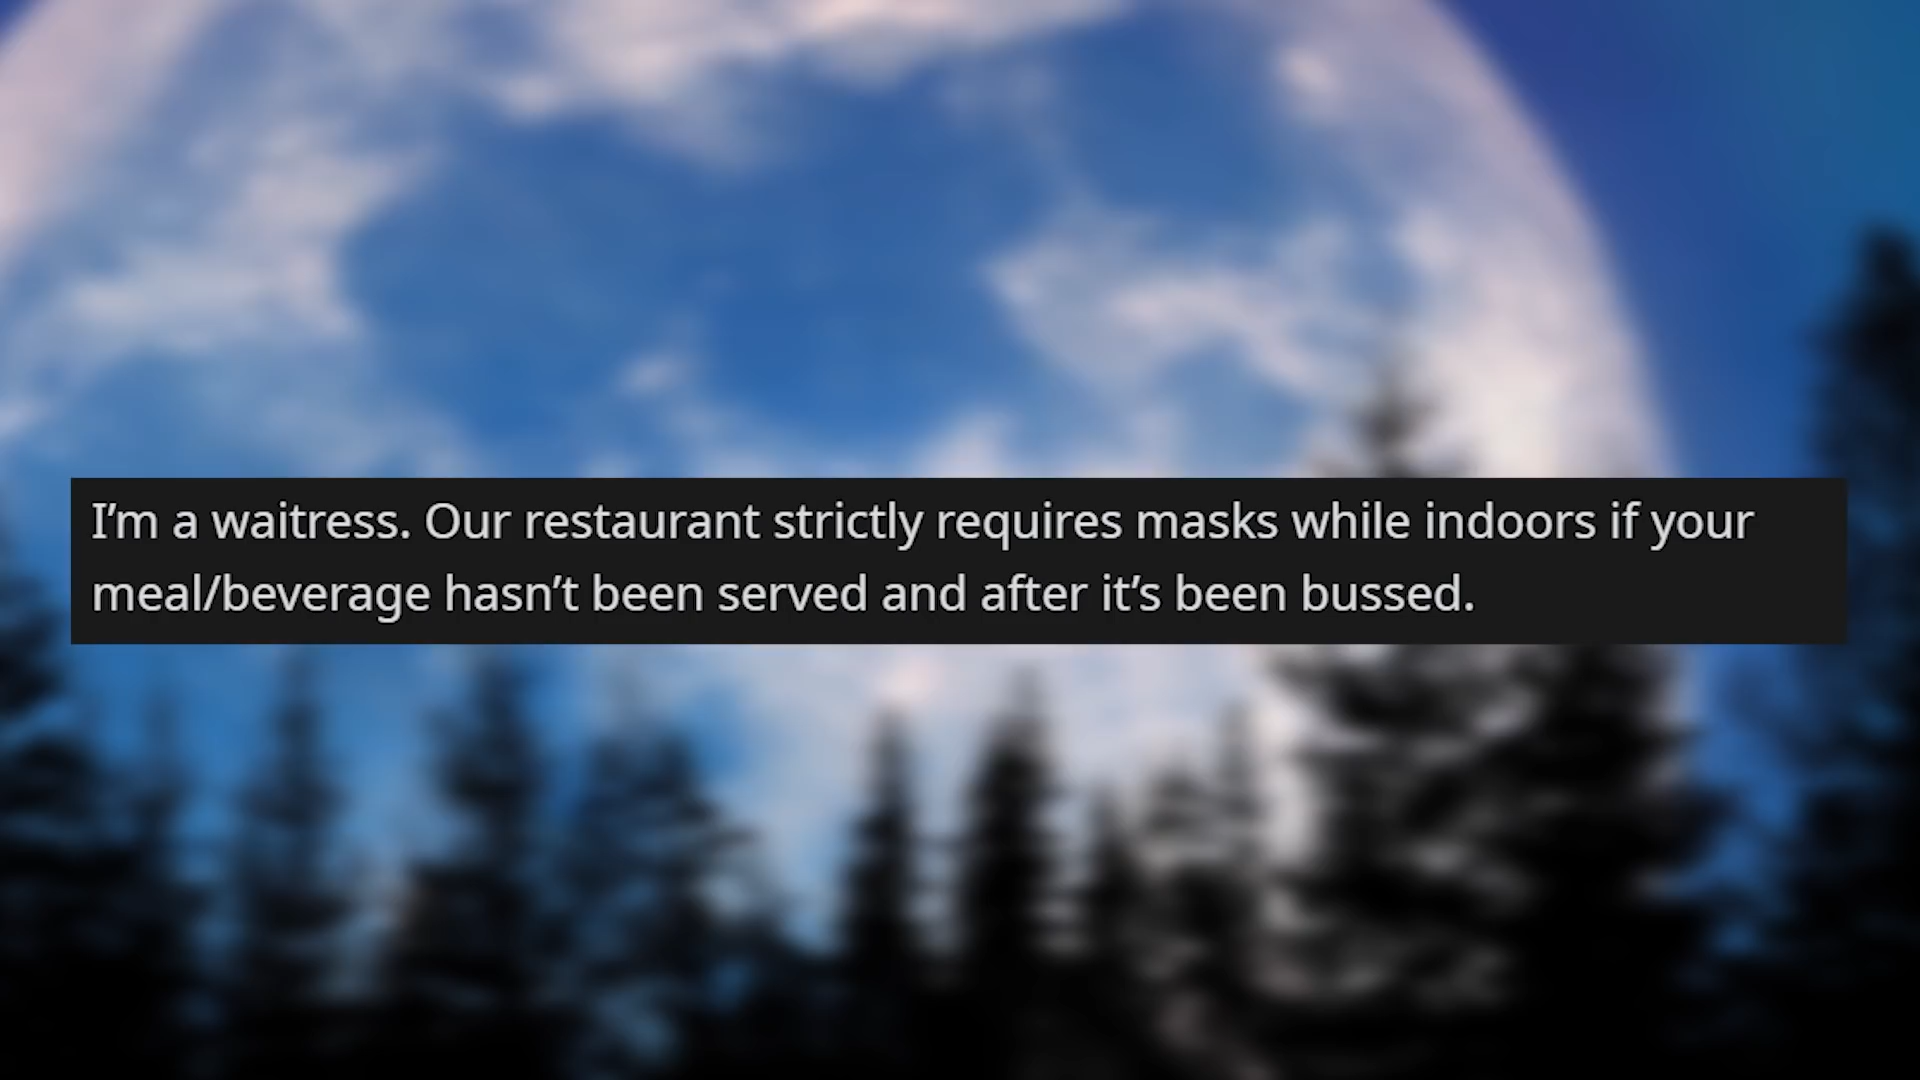 I’m a waitress. Our restaurant strictly requires masks while indoors if your
meal/beverage hasn’t been served and after it’s been bussed.